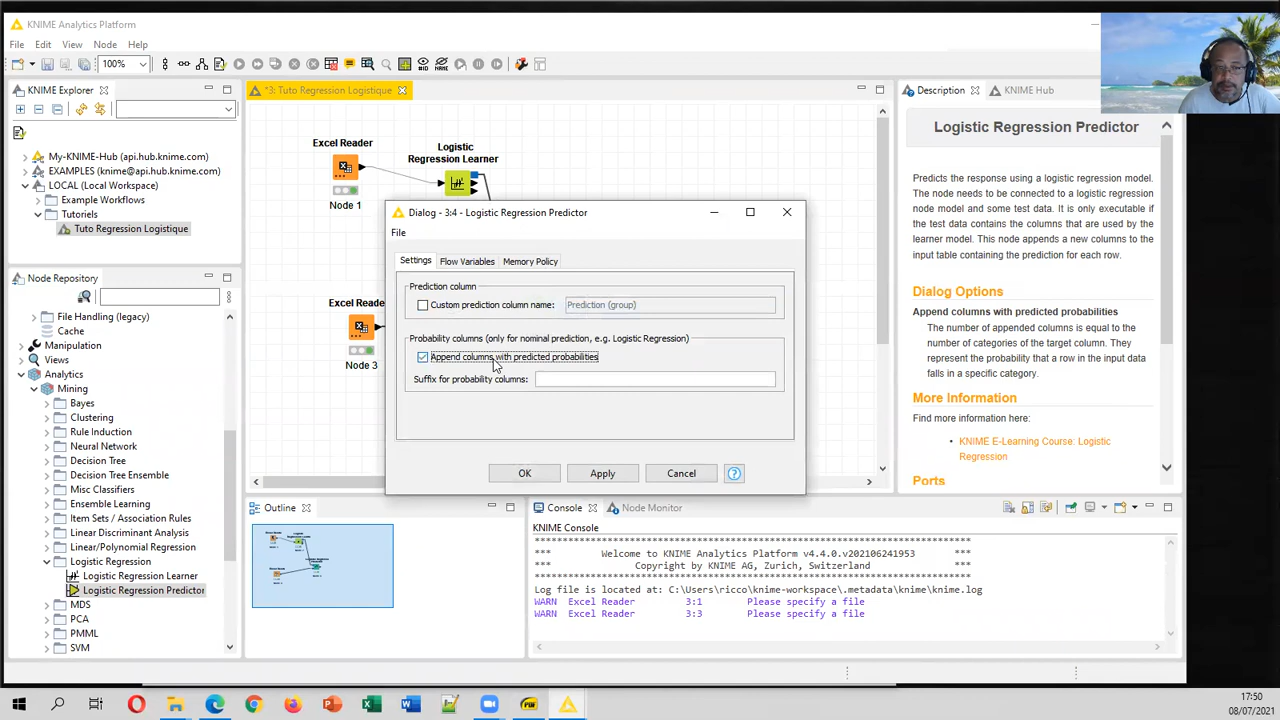 KNIME Analytics Platform
File Edit View Node Help
100%
KNIME Explorer
My-KNIME-Hub (api.hub.knime.com)
EXAMPLES (knime@api.hub.knime.com)
LOCAL (Local Workspace)
Example Workflows
Tutoriels
Tuto Regression Logistique
Node Repository
File Handling (legacy)
Cache
Manipulation
Views
Analytics
Mining
Bayes
Clustering
Rule Induction
Neural Network
Decision Tree
Decision Tree Ensemble
Misc Classifiers
Ensemble Learning
Item Sets / Association Rules
Linear Discriminant Analysis
Linear/Polynomial Regression
Logistic Regression
Logistic Regression Learner
Logistic Regression Predictor
MDS
PCA
PMML
SVM
*3: Tuto Regression Logistique
Excel Reader
Node 1
Logistic
Regression Learner
Excel Reade
Node 3
Dialog - 3:4 - Logistic Regression Predictor
File
Settings Flow Variables Memory Policy
Prediction column
Custom prediction column name: Prediction (group)
Probability columns (only for nominal prediction, e.g. Logistic Regression)
Append columns with predicted probabilities
Suffix for probability columns:
OK Apply Cancel ?
Outline
Console Node Monitor
KNIME Console
*** Welcome to KNIME Analytics Platform v4.4.0.v202106241953 ***
*** Copyright by KNIME AG, Zurich, Switzerland ***
Log file is located at: C:\Users\ricco\knime-workspace\.metadata\knime\knime.log
WARN Excel Reader 3:1 Please specify a file
WARN Excel Reader 3:3 Please specify a file
Description KNIME Hub
Logistic Regression Predictor
Predicts the response using a logistic regression model.
The node needs to be connected to a logistic regression
node model and some test data. It is only executable if
the test data contains the columns that are used by the
learner model. This node appends a new columns to the
input table containing the prediction for each row.
Dialog Options
Append columns with predicted probabilities
The number of appended columns is equal to the
number of categories of the target column. They
represent the probability that a row in the input data
falls in a specific category.
More Information
Find more information here:
• KNIME E-Learning Course: Logistic
Regression
Ports
17:50
08/07/2021